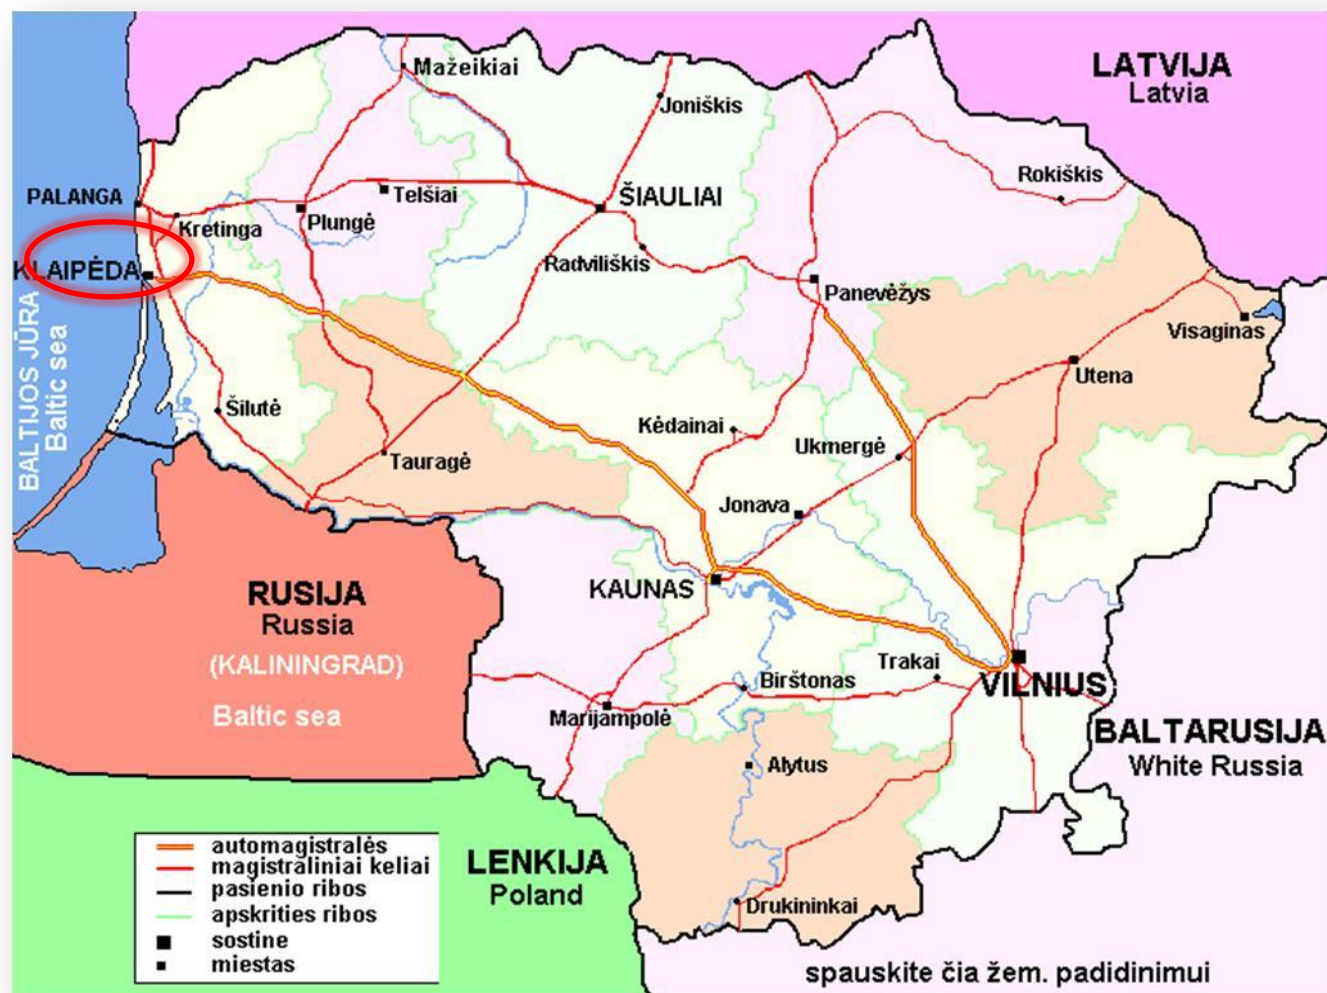 LATVIJA
Latvia
Mažeikiai
Joniškis
Rokiškis
PALANGA
Telšiai
ŠIAULIAI
Kretinga
Plungė
Radviliškis
KLAIPĖDA
Panevėžys
Visaginas
BALTIJOS JŪRA
Baltic sea
Utena
Šilutė
Kėdainai
Ukmergė
Tauragė
Jonava
KAUNAS
RUSIJA
Russia
(KALININGRAD)
Baltic sea
Trakai
Birštonas
VILNIUS
Marijampolė
BALTARUSIJA
White Russia
Alytus
LENKIJA
Poland
Drukininkai
automagistralės
magistraliniai keliai
pasienio ribos
apskrities ribos
sostine
miestas
spauskite čia žem. padidinimui